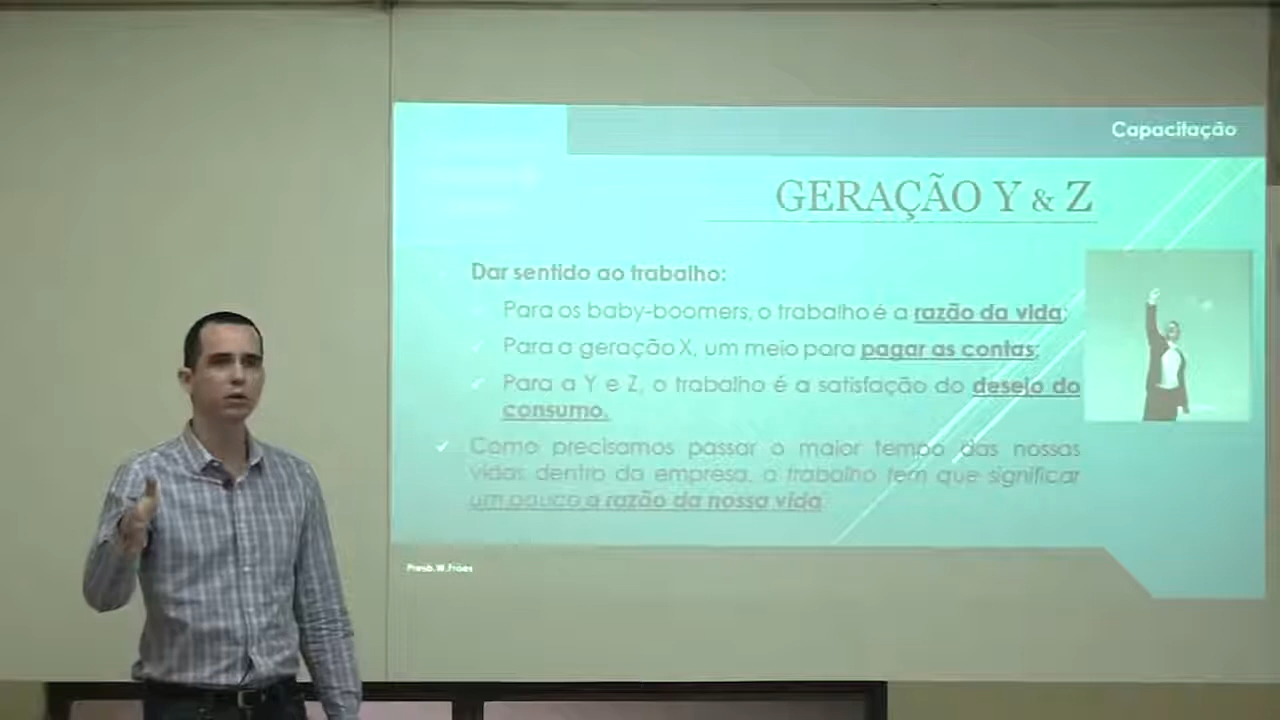 Capacitação
GERAÇÃO Y & Z
Dar sentido ao trabalho:
Para os baby-boomers, o trabalho é a razão da vida;
Para a geração X, um meio para pagar as contas;
Para a Y e Z, o trabalho é a satisfação do desejo do
consumo.
Como precisamos passar o maior tempo das nossas
vidas dentro da empresa, o trabalho tem que significar
um pouco a razão da nossa vida
Presb.W.Fróes